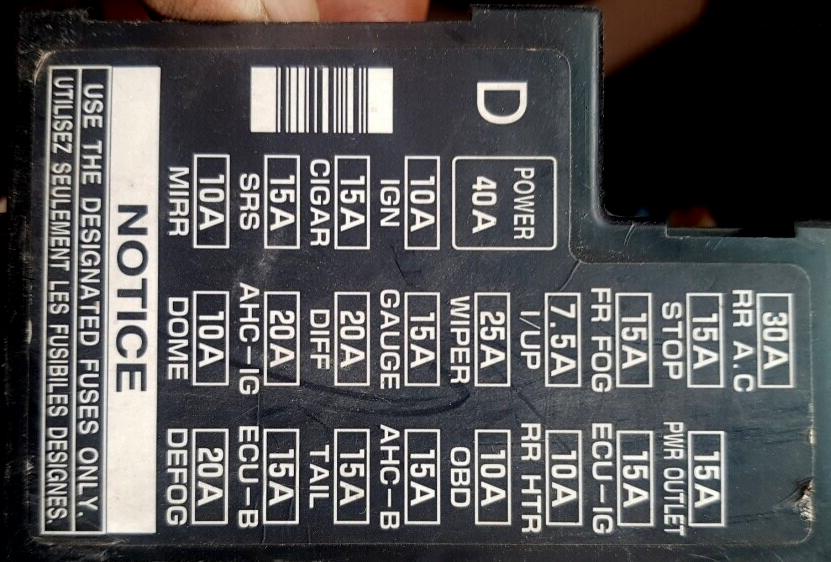 30A
RR A.C
15A 15A
STOP PWR OUTLET
15A 15A
FR FOG ECU-IG
7.5A 10A
I/UP RR HTR
D
POWER
40A
25A 10A
WIPER OBD
10A 15A 15A
IGN GAUGE AHC-B
15A 20A 15A
CIGAR DIFF TAIL
15A 20A 15A
SRS AHC-IG ECU-B
10A 10A 20A
MIRR DOME DEFOG
NOTICE
USE THE DESIGNATED FUSES ONLY.
UTILISEZ SEULEMENT LES FUSIBILES DESIGNES.